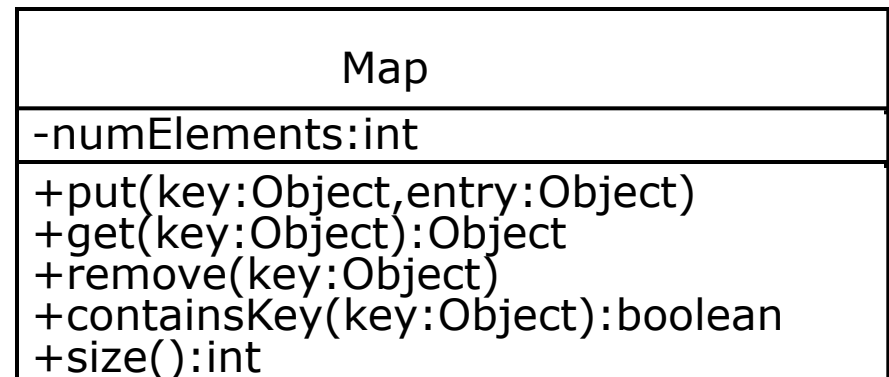 Map
-numElements:int
+put(key:Object,entry:Object)
+get(key:Object):Object
+remove(key:Object)
+containsKey(key:Object):boolean
+size():int